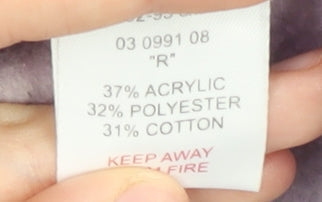 03 0991 08
"R"
37% ACRYLIC
32% POLYESTER
31% COTTON
KEEP AWAY
FIRE